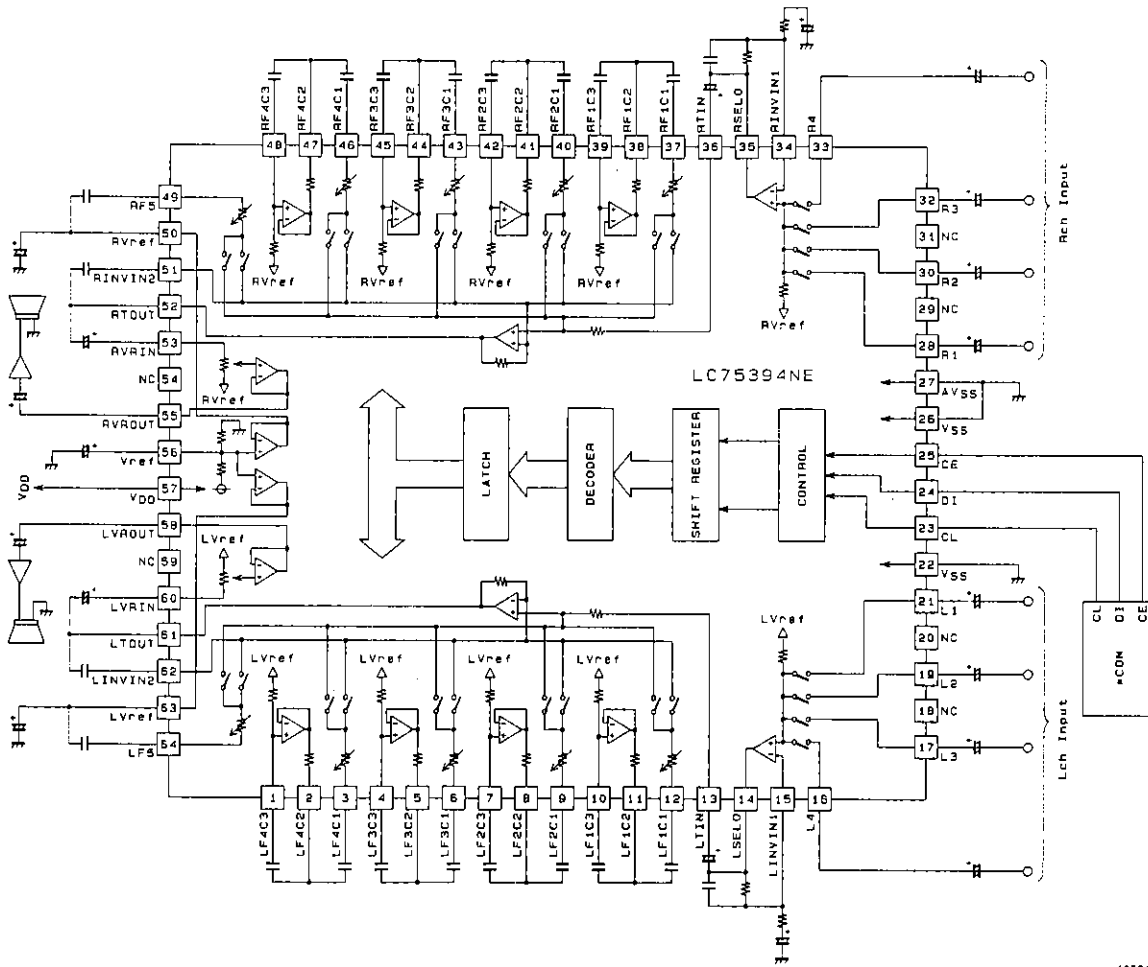 RF4C3
RF4C2
RF4C1
RF3C3
RF3C2
RF3C1
RF2C3
RF2C2
RF2C1
RF1C3
RF1C2
RF1C1
RTIN
RSELO
RINVIN1
R4
48 47 46 45 44 43 42 41 40 39 38 37 36 35 34 33
49 RF5
50 RVref
51 RINVIN2
52 RTOUT
53 RVRIN
54 NC
55 RVROUT
56 Vref
57 VDD
VDD
58 LVROUT
59 NC
60 LVRIN
61 LTOUT
62 LINVIN2
63 LVref
64 LF5
RVref RVref RVref RVref RVref
RVref
LC75394NE
LATCH
DECODER
SHIFT REGISTER
CONTROL
LVref
LVref LVref LVref LVref LVref
32 R3
31 NC
30 R2
29 NC
28 R1
27 AVSS
26 VSS
25 CE
24 DI
23 CL
22 VSS
21 L1
20 NC
19 L2
18 NC
17 L3
Rch Input
Lch Input
CL DI CE
μCOM
1 2 3 4 5 6 7 8 9 10 11 12 13 14 15 16
LF4C3
LF4C2
LF4C1
LF3C3
LF3C2
LF3C1
LF2C3
LF2C2
LF2C1
LF1C3
LF1C2
LF1C1
LTIN
LSELO
LINVIN1
L4